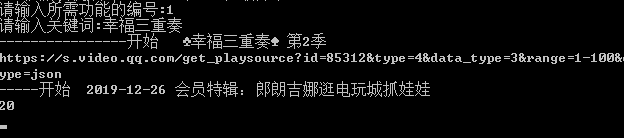 请输入所需功能的编号:1
请输入关键词:幸福三重奏
----------------开始   ♣幸福三重奏♠ 第2季
https://s.video.qq.com/get_playsource?id=85312&type=4&data_type=3&range=1-100&
ype=json
-----开始  2019-12-26 会员特辑：郎朗吉娜逛电玩城抓娃娃
20